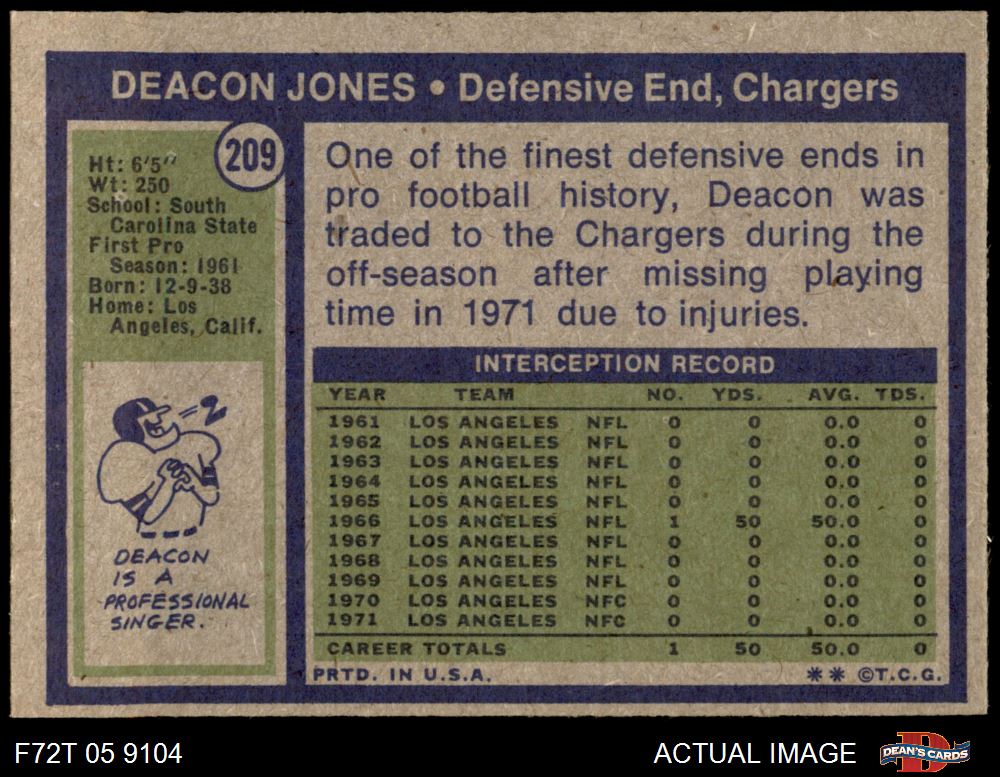 DEACON JONES • Defensive End, Chargers
209
Ht: 6'5"
Wt: 250
School: South
Carolina State
First Pro
Season: 1961
Born: 12-9-38
Home: Los
Angeles, Calif.
DEACON
IS A
PROFESSIONAL
SINGER.
One of the finest defensive ends in
pro football history, Deacon was
traded to the Chargers during the
off-season after missing playing
time in 1971 due to injuries.
INTERCEPTION RECORD
YEAR TEAM NO. YDS. AVG. TDS.
1961 LOS ANGELES NFL 0 0 0.0 0
1962 LOS ANGELES NFL 0 0 0.0 0
1963 LOS ANGELES NFL 0 0 0.0 0
1964 LOS ANGELES NFL 0 0 0.0 0
1965 LOS ANGELES NFL 0 0 0.0 0
1966 LOS ANGELES NFL 1 50 50.0 0
1967 LOS ANGELES NFL 0 0 0.0 0
1968 LOS ANGELES NFL 0 0 0.0 0
1969 LOS ANGELES NFL 0 0 0.0 0
1970 LOS ANGELES NFC 0 0 0.0 0
1971 LOS ANGELES NFC 0 0 0.0 0
CAREER TOTALS 1 50 50.0 0
PRTD. IN U.S.A. ** ©T.C.G.
F72T 05 9104 ACTUAL IMAGE DEAN'S CARDS